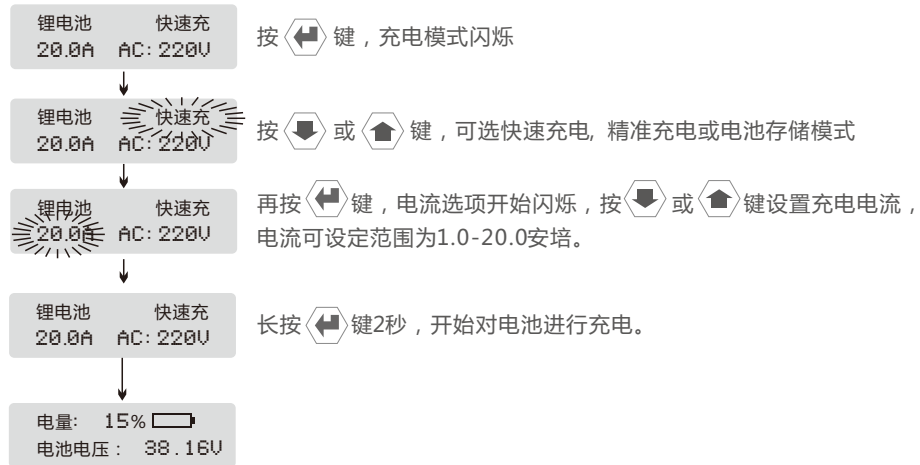 锂电池 快速充
20.0A AC:220V
按 键，充电模式闪烁
锂电池 快速充
20.0A AC:220V
按 或 键，可选快速充电, 精准充电或电池存储模式
锂电池 快速充
20.0A AC:220V
再按 键，电流选项开始闪烁，按 或 键设置充电电流，
电流可设定范围为1.0-20.0安培。
锂电池 快速充
20.0A AC:220V
长按 键2秒，开始对电池进行充电。
电量: 15%
电池电压: 38.16V